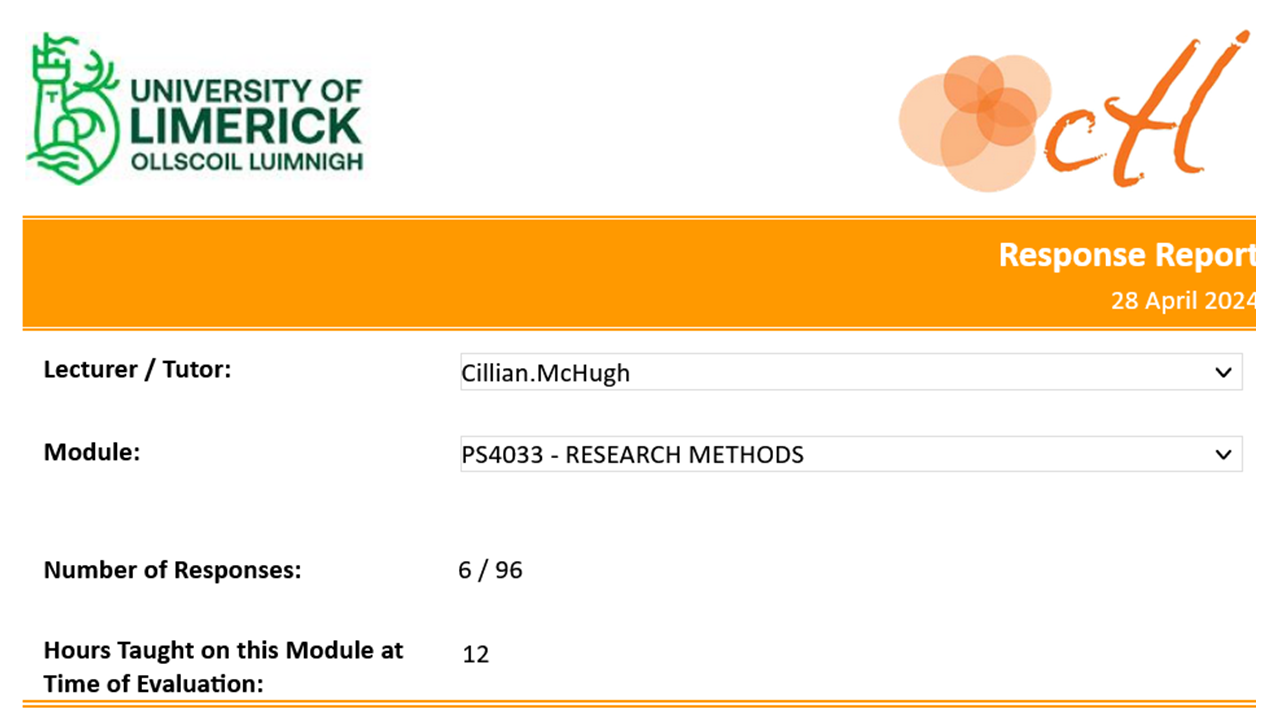 UNIVERSITY OF
LIMERICK
OLLSCOIL LUIMNIGH
ctl
Response Report
28 April 2024
Lecturer / Tutor:
Cillian.McHugh
Module:
PS4033 - RESEARCH METHODS
Number of Responses:
6 / 96
Hours Taught on this Module at
Time of Evaluation:
12